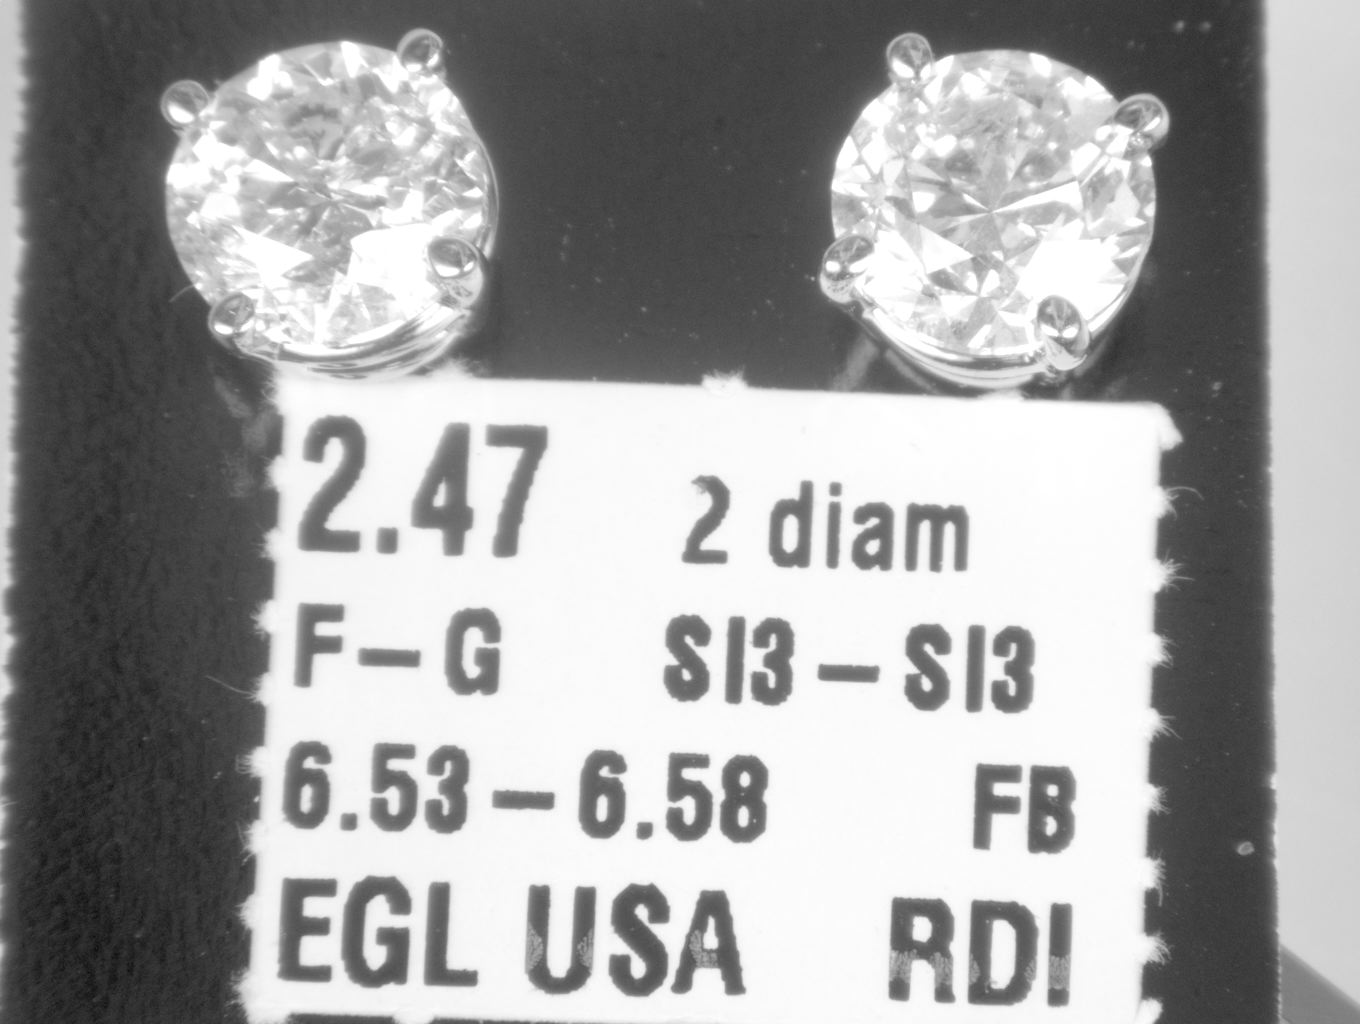 2.47 2 diam
F-G SI3-SI3
6.53-6.58 FB
EGL USA RDI